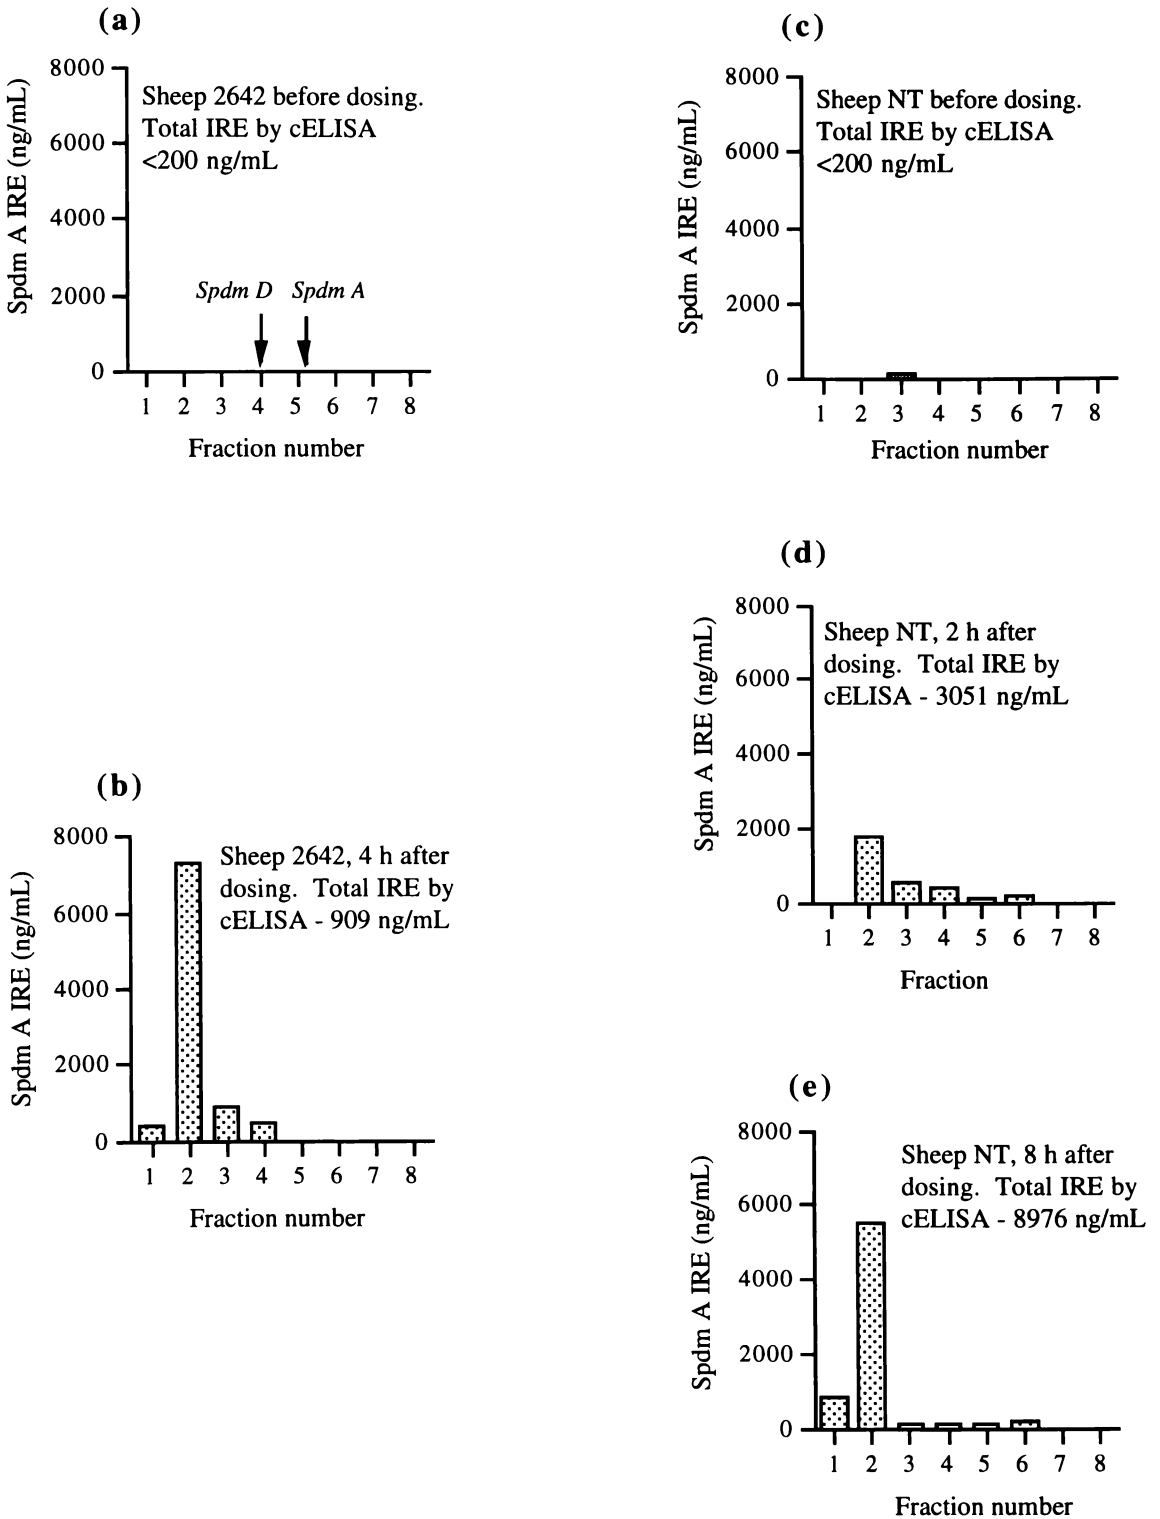 (a)
Spdm A IRE (ng/mL)
8000
6000
4000
2000
0
Sheep 2642 before dosing.
Total IRE by cELISA
<200 ng/mL
Spdm D Spdm A
1 2 3 4 5 6 7 8
Fraction number
(b)
Spdm A IRE (ng/mL)
8000
6000
4000
2000
0
Sheep 2642, 4 h after
dosing. Total IRE by
cELISA - 909 ng/mL
1 2 3 4 5 6 7 8
Fraction number
(c)
Spdm A IRE (ng/mL)
8000
6000
4000
2000
0
Sheep NT before dosing.
Total IRE by cELISA
<200 ng/mL
1 2 3 4 5 6 7 8
Fraction number
(d)
Spdm A IRE (ng/mL)
8000
6000
4000
2000
0
Sheep NT, 2 h after
dosing. Total IRE by
cELISA - 3051 ng/mL
1 2 3 4 5 6 7 8
Fraction
(e)
Spdm A IRE (ng/mL)
8000
6000
4000
2000
0
Sheep NT, 8 h after
dosing. Total IRE by
cELISA - 8976 ng/mL
1 2 3 4 5 6 7 8
Fraction number